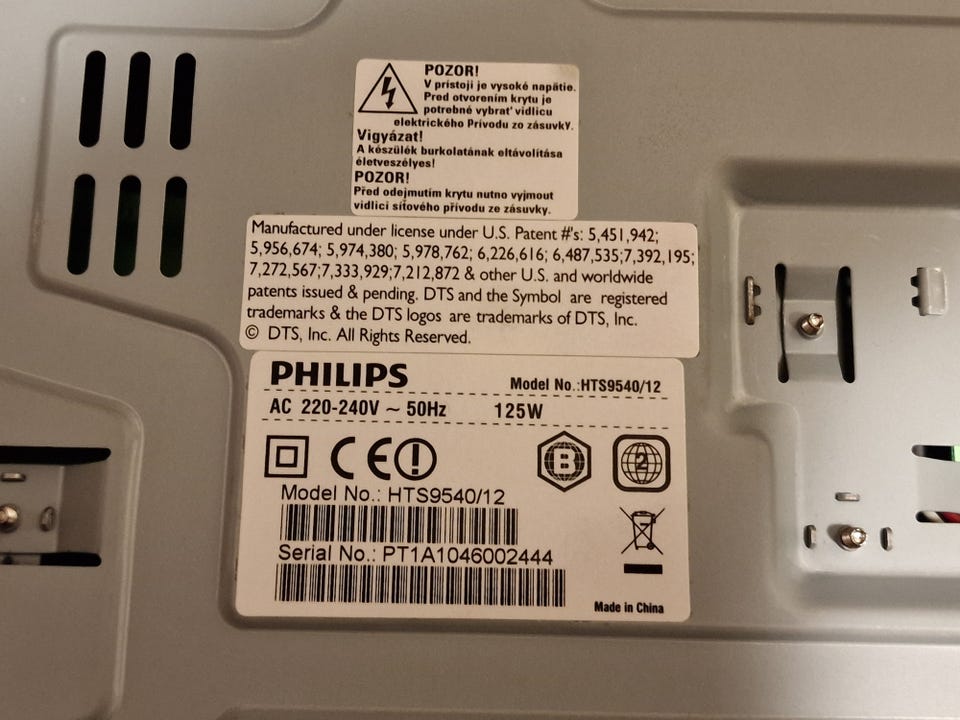 POZOR!
V prístoji je vysoké napätie.
Pred otvorením krytu je
potrebné vybrať vidlicu
elektrického Prívodu zo zásuvky.
Vigyázat!
A készülék burkolatának eltávolítása
életveszélyes!
POZOR!
Před odejmutím krytu nutno vyjmout
vidlici síťového přívodu ze zásuvky.
Manufactured under license under U.S. Patent #'s: 5,451,942;
5,956,674; 5,974,380; 5,978,762; 6,226,616; 6,487,535;7,392,195;
7,272,567;7,333,929;7,212,872 & other U.S. and worldwide
patents issued & pending. DTS and the Symbol are registered
trademarks & the DTS logos are trademarks of DTS, Inc.
© DTS, Inc. All Rights Reserved.
PHILIPS Model No.:HTS9540/12
AC 220-240V ~ 50Hz 125W
CE ! B 2
Model No.: HTS9540/12
Serial No.: PT1A1046002444
Made in China